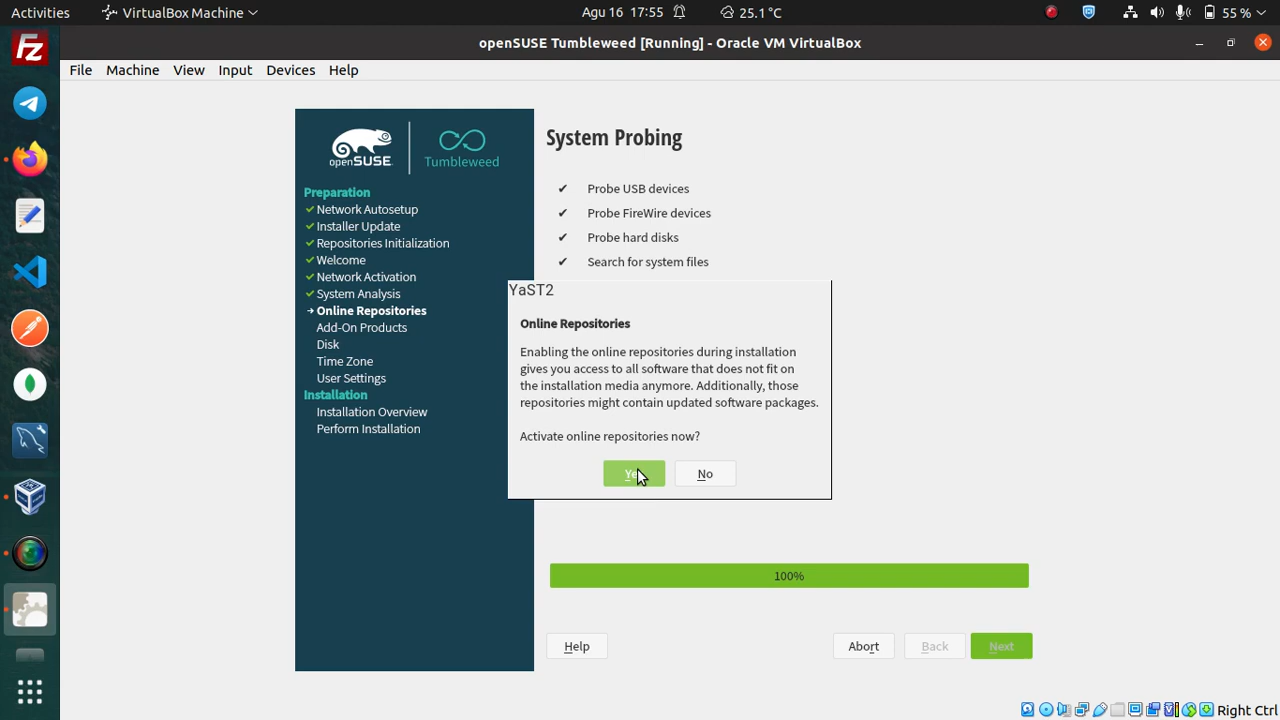 Activities
VirtualBox Machine
Agu 16 17:55
25.1 °C
55 %
openSUSE Tumbleweed [Running] - Oracle VM VirtualBox
File Machine View Input Devices Help
openSUSE
Tumbleweed
Preparation
Network Autosetup
Installer Update
Repositories Initialization
Welcome
Network Activation
System Analysis
Online Repositories
Add-On Products
Disk
Time Zone
User Settings
Installation
Installation Overview
Perform Installation
System Probing
Probe USB devices
Probe FireWire devices
Probe hard disks
Search for system files
YaST2
Online Repositories
Enabling the online repositories during installation
gives you access to all software that does not fit on
the installation media anymore. Additionally, those
repositories might contain updated software packages.
Activate online repositories now?
Yes No
100%
Help Abort Back Next
Right Ctrl